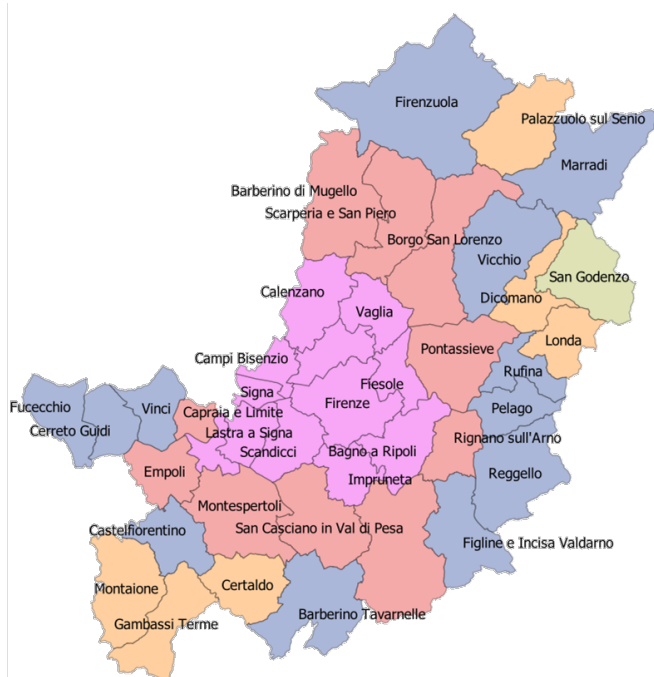 Firenzuola
Palazzuolo sul Senio
Marradi
Barberino di Mugello
Scarperia e San Piero
Borgo San Lorenzo
Vicchio
San Godenzo
Calenzano
Dicomano
Vaglia
Londa
Pontassieve
Campi Bisenzio
Rufina
Fiesole
Signa
Firenze
Fucecchio
Vinci
Capraia e Limite
Pelago
Cerreto Guidi
Lastra a Signa
Rignano sull'Arno
Scandicci
Bagno a Ripoli
Empoli
Impruneta
Reggello
Montespertoli
San Casciano in Val di Pesa
Castelfiorentino
Figline e Incisa Valdarno
Montaione
Certaldo
Gambassi Terme
Barberino Tavarnelle